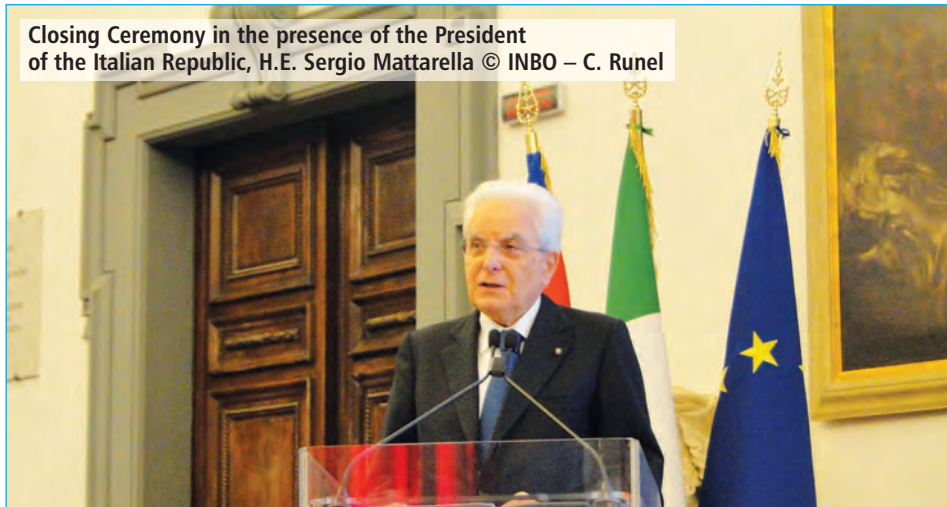 Closing Ceremony in the presence of the President
of the Italian Republic, H.E. Sergio Mattarella © INBO – C. Runel